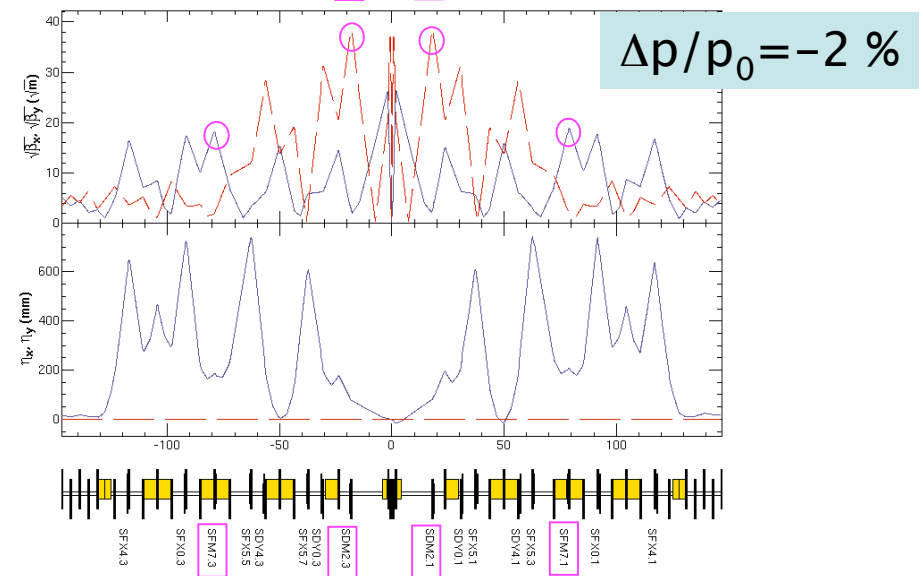 Δp/p₀=−2 %
√βx, √βy (√m)
40
30
20
10
0
ηx, ηy (mm)
600
400
200
0
-100
-50
0
50
100
SFX4.3
SFX0.3
SFM7.3
SFX5.5
SDY4.3
SFX5.7
SDY0.3
SDM2.3
SDM2.1
SDY0.1
SFX5.1
SDY4.1
SFX5.3
SFM7.1
SFX0.1
SFX4.1